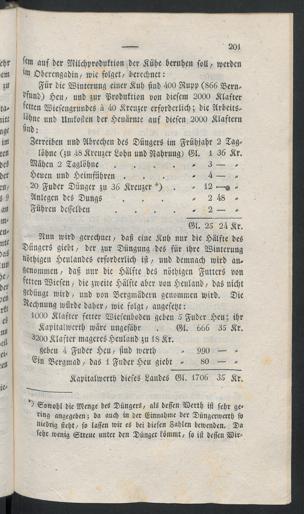 — 201
sem auf der Milchproduktion der Kühe beruhen soll, werden
im Oberengadin, wie folget, berechnet:
Für die Winterung einer Kuh sind 400 Rupp (866 Bern-
pfund) Heu, und zur Produktion von diesem 2000 Klafter
fetten Wiesengrundes à 40 Kreuzer erforderlich; die Arbeits-
löhne und Unkosten der Heuärnte auf diesen 2000 Klaftern
sind:
Zerreiben und Abrechen des Düngers im Frühjahr 2 Tag-
löhne (zu 48 Kreuzer Lohn und Nahrung) Gl. 1 36 Kr.
Mähen 2 Taglöhne . . . . . „ 3 — „
Heuen und Heimführen . . . . „ 4 — „
20 Fuder Dünger zu 36 Kreuzer *) . . „ 12 — „
Anlegen des Dungs . . . . „ 2 48 „
Führen desselben . . . . „ 2 — „
Gl. 25 24 Kr.
Nun wird gerechnet, daß eine Kuh nur die Hälfte des
Düngers giebt, der zur Düngung des für ihre Winterung
nöthigen Heulandes erforderlich ist, und demnach wird an-
genommen, daß nur die Hälfte des nöthigen Futters von
fetten Wiesen, die zweite Hälfte aber von Heuland, das nicht
gedüngt wird, und von Bergmädern genommen wird. Die
Rechnung würde daher, wie folgt, angesetzt:
1000 Klafter fetter Wiesenboden geben 5 Fuder Heu; ihr
Kapitalwerth wäre ungefähr . Gl. 666 35 Kr.
3200 Klafter mageres Heuland zu 18 Kr.
geben 4 Fuder Heu, sind werth „ 990 — „
Ein Bergmad, das 1 Fuder Heu giebt „ 50 — „
Kapitalwerth dieses Landes Gl. 1706 35 Kr.
*) Sowohl die Menge des Düngers, als dessen Werth ist sehr ge-
ring angegeben; da auch in der Einnahme der Düngerwerth so
niedrig steht, so lassen wir es bei diesen Zahlen bewenden. Da
sehr wenig Streue unter den Dünger kömmt, so ist dessen Wir-